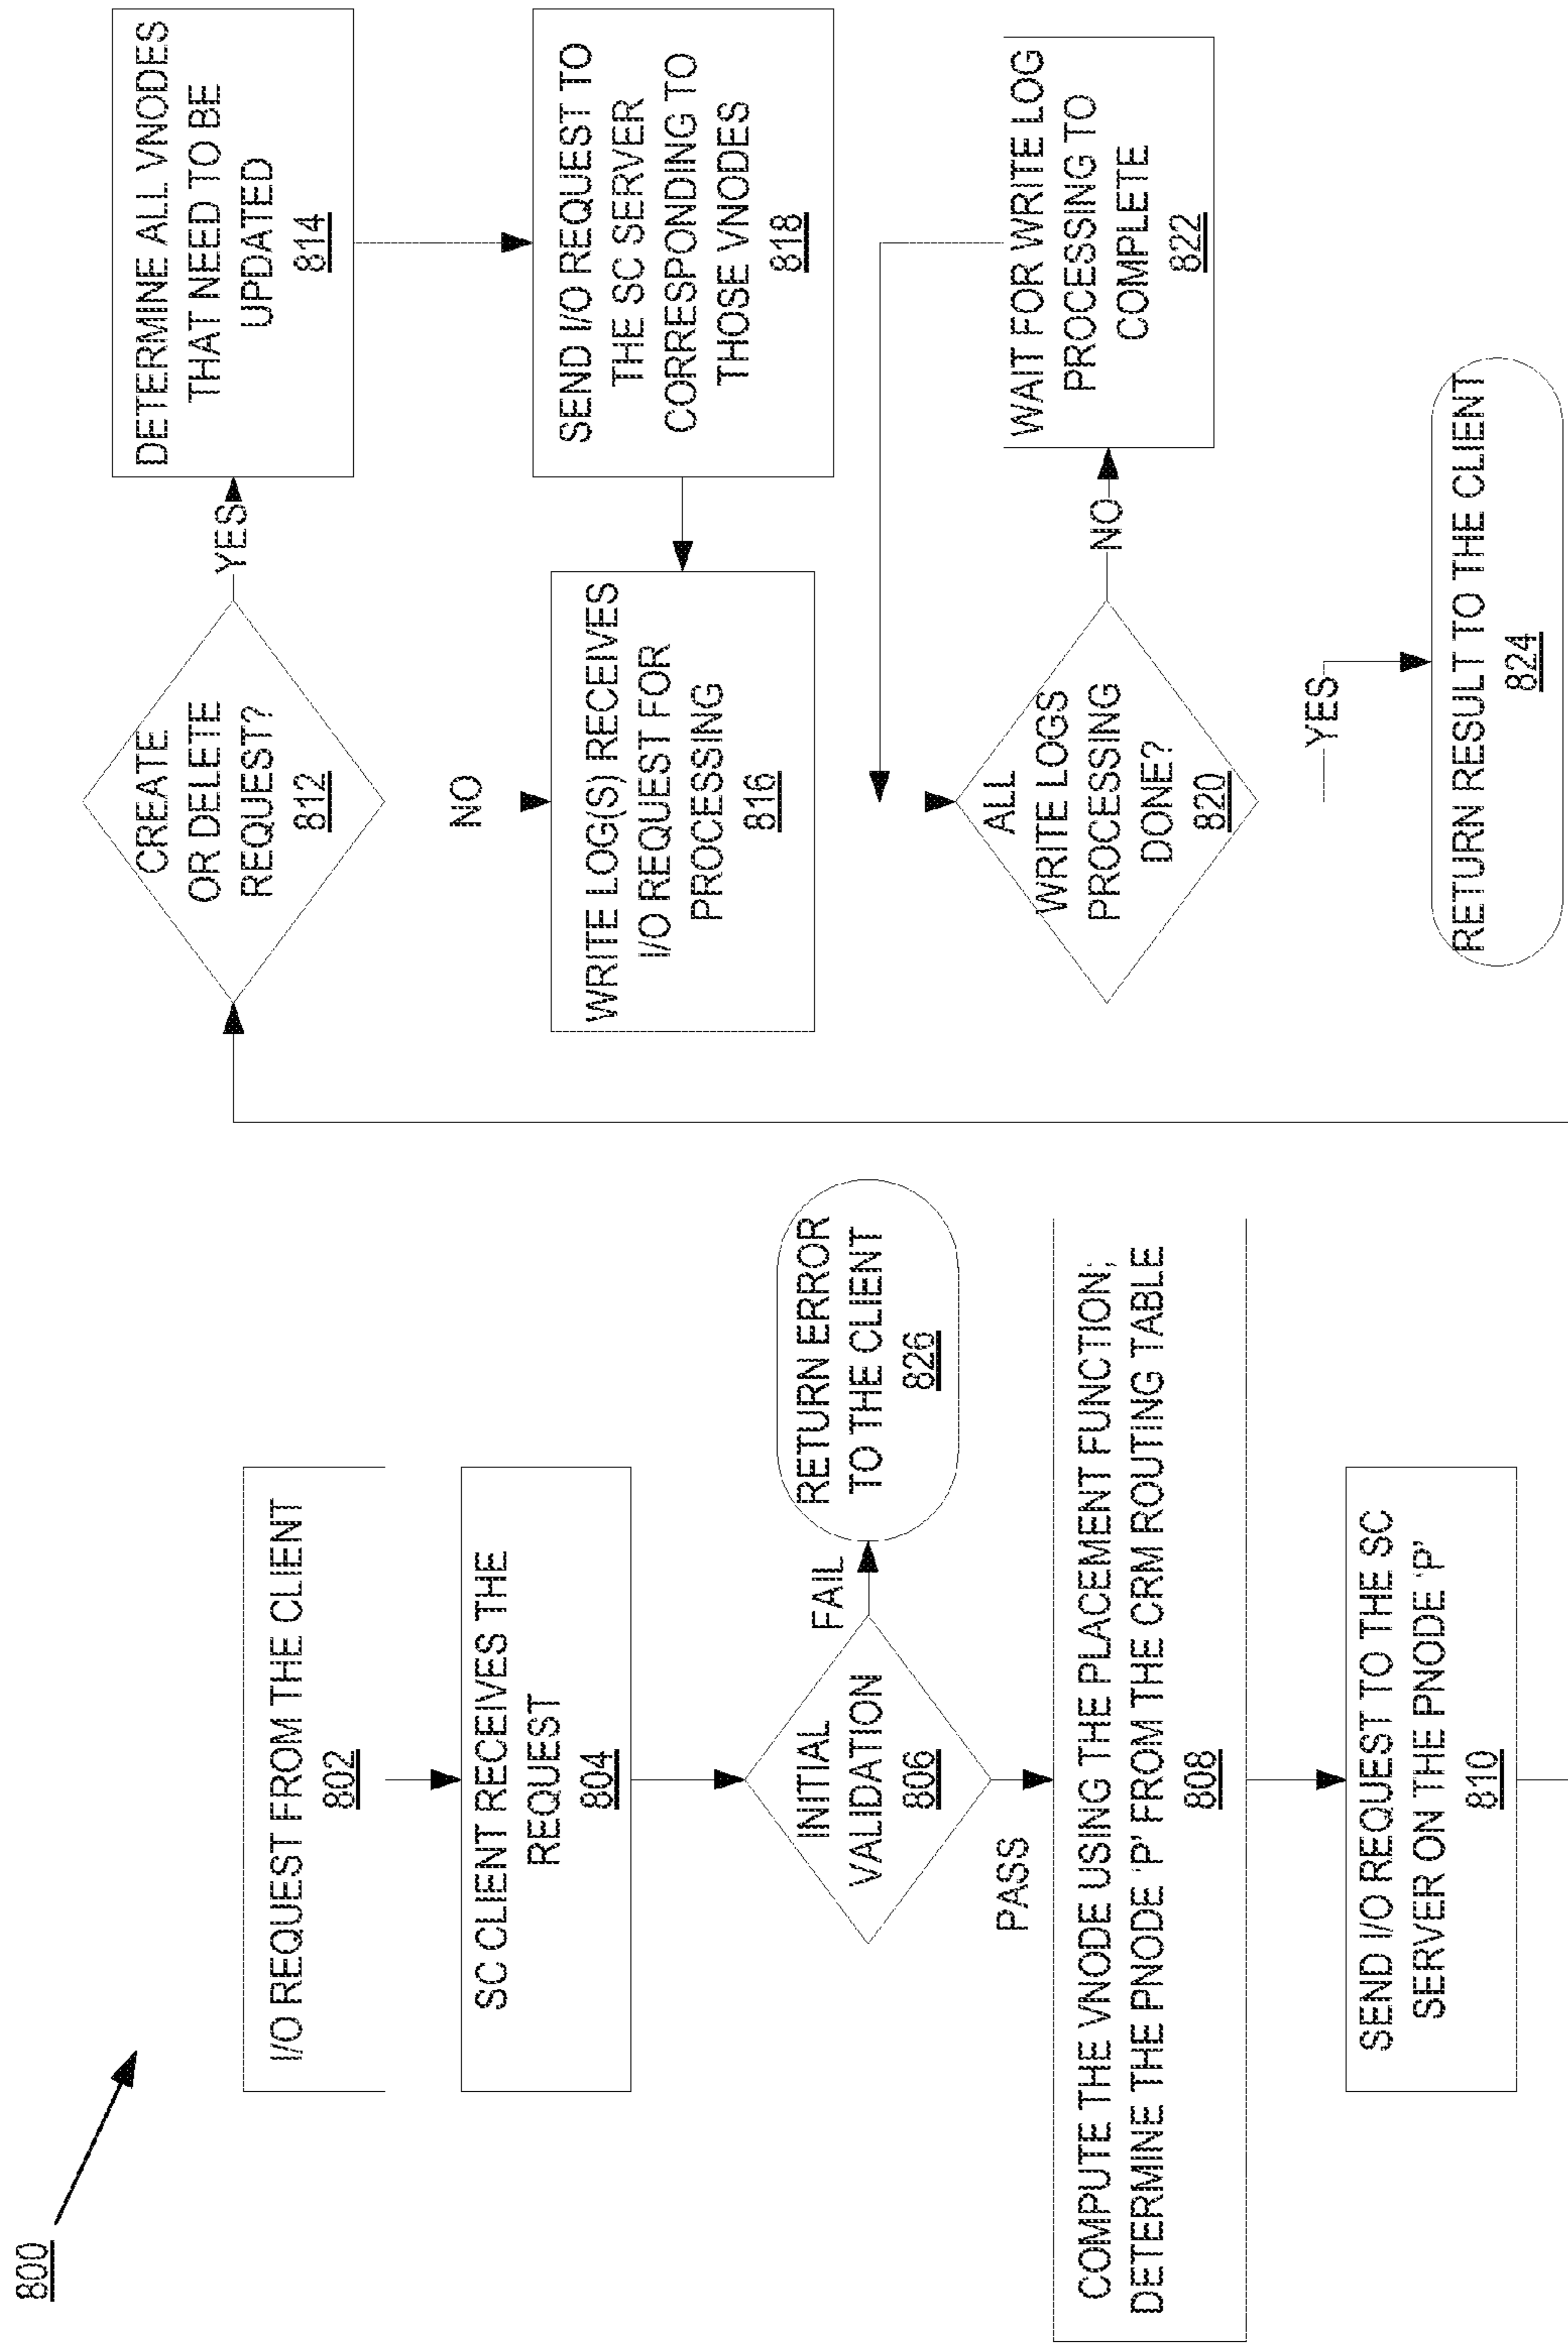 800
I/O REQUEST FROM THE CLIENT
802
SC CLIENT RECEIVES THE
REQUEST
804
INITIAL
VALIDATION
806
FAIL
RETURN ERROR
TO THE CLIENT
826
PASS
COMPUTE THE VNODE USING THE PLACEMENT FUNCTION;
DETERMINE THE PNODE 'P' FROM THE CRM ROUTING TABLE
808
SEND I/O REQUEST TO THE SC
SERVER ON THE PNODE 'P'
810
CREATE
OR DELETE
REQUEST?
812
YES
DETERMINE ALL VNODES
THAT NEED TO BE
UPDATED
814
NO
WRITE LOG(S) RECEIVES
I/O REQUEST FOR
PROCESSING
816
SEND I/O REQUEST TO
THE SC SERVER
CORRESPONDING TO
THOSE VNODES
818
ALL
WRITE LOGS
PROCESSING
DONE?
820
NO
WAIT FOR WRITE LOG
PROCESSING TO
COMPLETE
822
YES
RETURN RESULT TO THE CLIENT
824